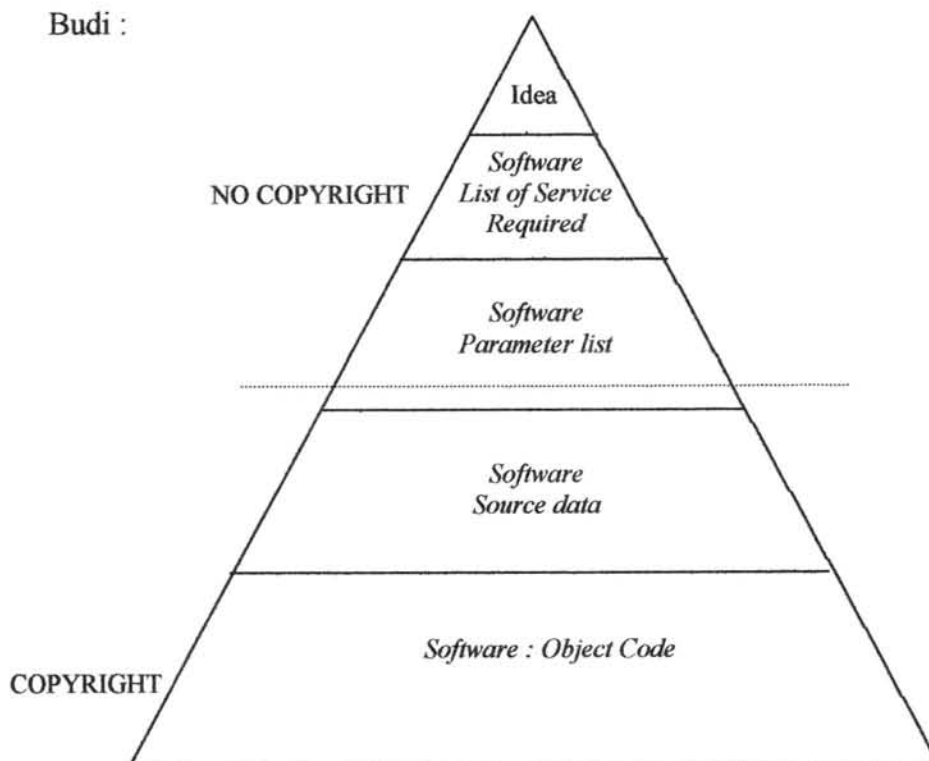 Budi :
Idea
NO COPYRIGHT
Software
List of Service
Required
Software
Parameter list
Software
Source data
Software : Object Code
COPYRIGHT